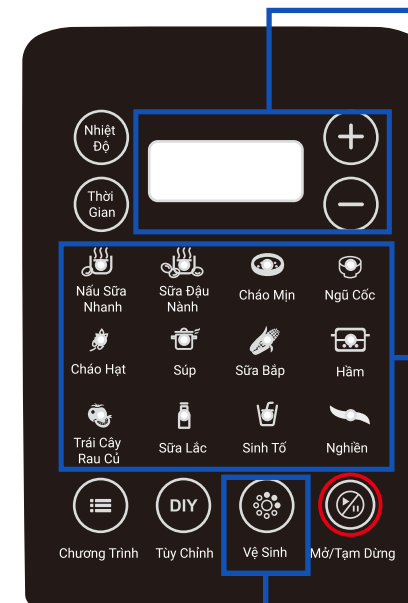 Nhiệt
Độ
Thời
Gian
Nấu Sữa
Nhanh
Sữa Đậu
Nành
Cháo Mịn
Ngũ Cốc
Cháo Hạt
Súp
Sữa Bắp
Hầm
Trái Cây
Rau Củ
Sữa Lắc
Sinh Tố
Nghiền
DIY
Chương Trình
Tùy Chỉnh
Vệ Sinh
Mở/Tạm Dừng